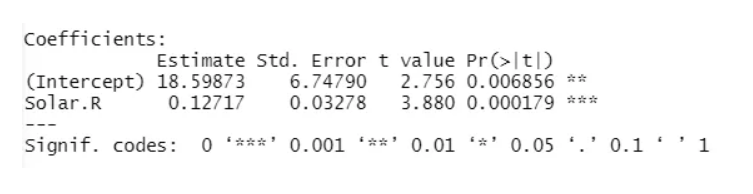 Coefficients:
            Estimate Std. Error t value Pr(>|t|)
(Intercept) 18.59873    6.74790   2.756 0.006856 **
Solar.R      0.12717    0.03278   3.880 0.000179 ***
---
Signif. codes:  0 ‘***’ 0.001 ‘**’ 0.01 ‘*’ 0.05 ‘.’ 0.1 ‘ ’ 1